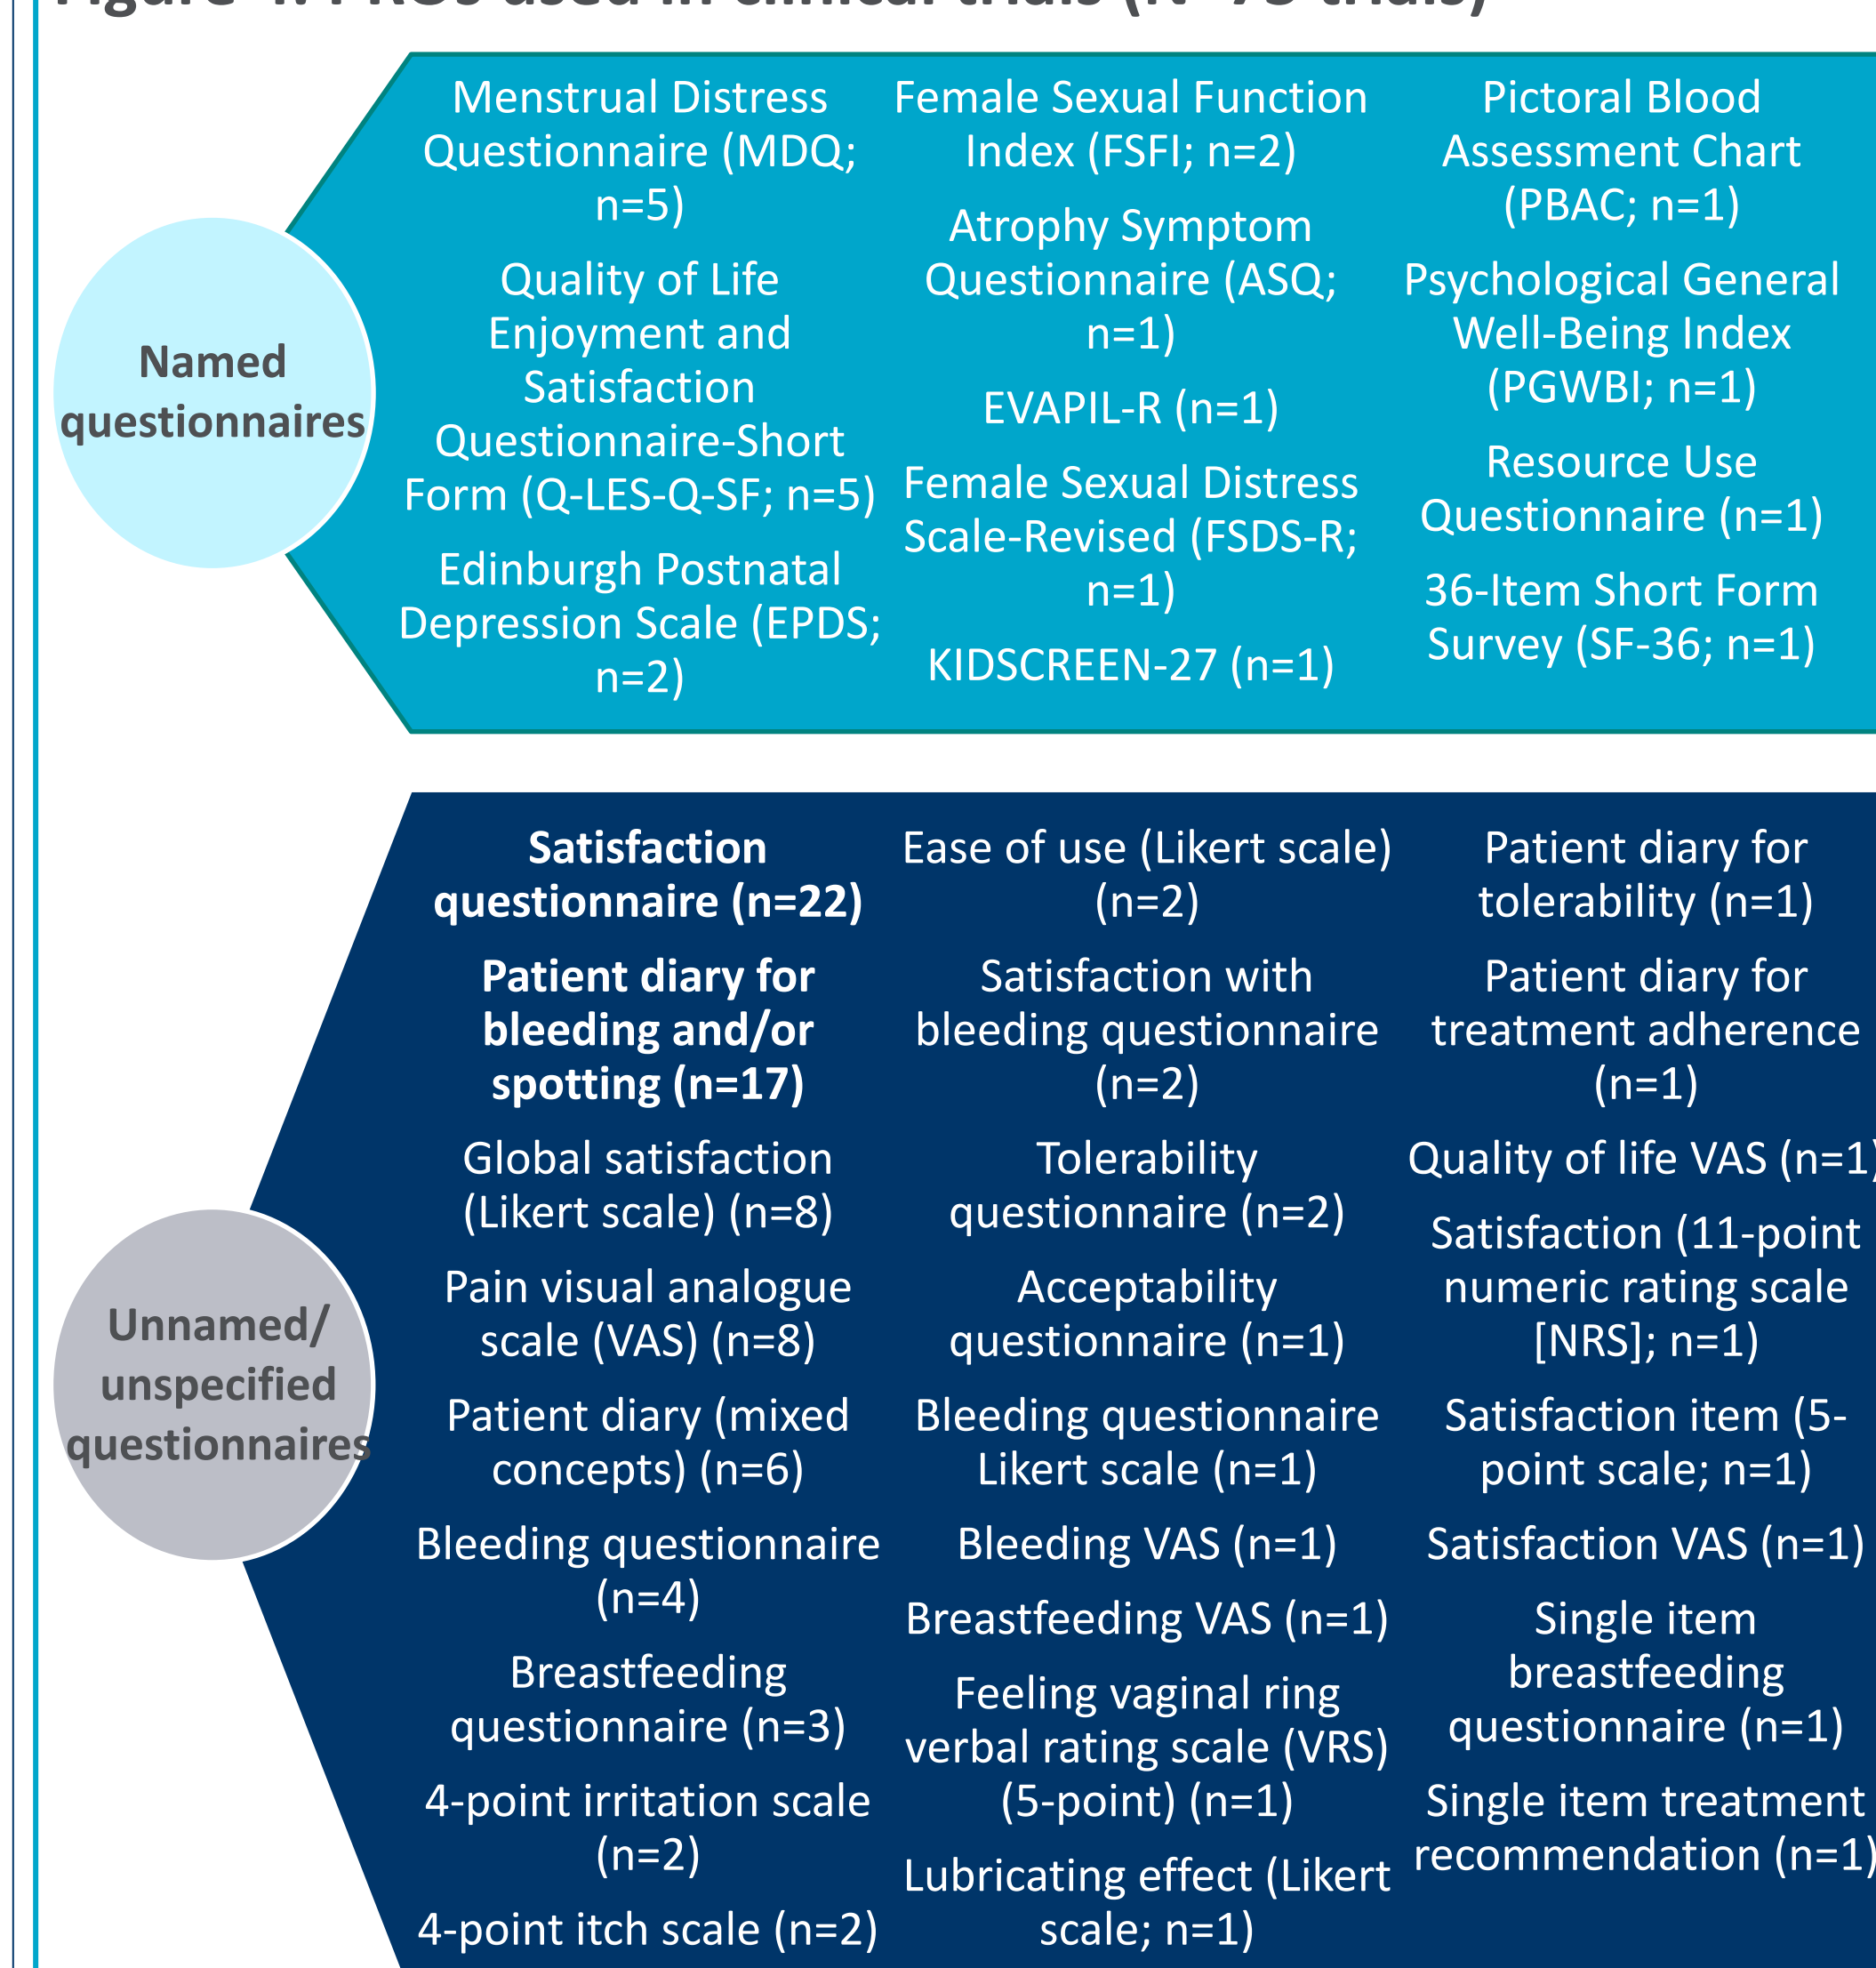 PROs used in clinical trials (N=75 trials)
Named
questionnaires
Menstrual Distress
Questionnaire (MDQ;
n=5)
Quality of Life
Enjoyment and
Satisfaction
Questionnaire-Short
Form (Q-LES-Q-SF; n=5)
Edinburgh Postnatal
Depression Scale (EPDS;
n=2)
Female Sexual Function
Index (FSFI; n=2)
Atrophy Symptom
Questionnaire (ASQ;
n=1)
EVAPIL-R (n=1)
Female Sexual Distress
Scale-Revised (FSDS-R;
n=1)
KIDSCREEN-27 (n=1)
Pictoral Blood
Assessment Chart
(PBAC; n=1)
Psychological General
Well-Being Index
(PGWBI; n=1)
Resource Use
Questionnaire (n=1)
36-Item Short Form
Survey (SF-36; n=1)
Unnamed/
unspecified
questionnaires
Satisfaction
questionnaire (n=22)
Patient diary for
bleeding and/or
spotting (n=17)
Global satisfaction
(Likert scale) (n=8)
Pain visual analogue
scale (VAS) (n=8)
Patient diary (mixed
concepts) (n=6)
Bleeding questionnaire
(n=4)
Breastfeeding
questionnaire (n=3)
4-point irritation scale
(n=2)
4-point itch scale (n=2)
Ease of use (Likert scale)
(n=2)
Satisfaction with
bleeding questionnaire
(n=2)
Tolerability
questionnaire (n=2)
Acceptability
questionnaire (n=1)
Bleeding questionnaire
Likert scale (n=1)
Bleeding VAS (n=1)
Breastfeeding VAS (n=1)
Feeling vaginal ring
verbal rating scale (VRS)
(5-point) (n=1)
Lubricating effect (Likert
scale; n=1)
Patient diary for
tolerability (n=1)
Patient diary for
treatment adherence
(n=1)
Quality of life VAS (n=1)
Satisfaction (11-point
numeric rating scale
[NRS]; n=1)
Satisfaction item (5-
point scale; n=1)
Satisfaction VAS (n=1)
Single item
breastfeeding
questionnaire (n=1)
Single item treatment
recommendation (n=1)